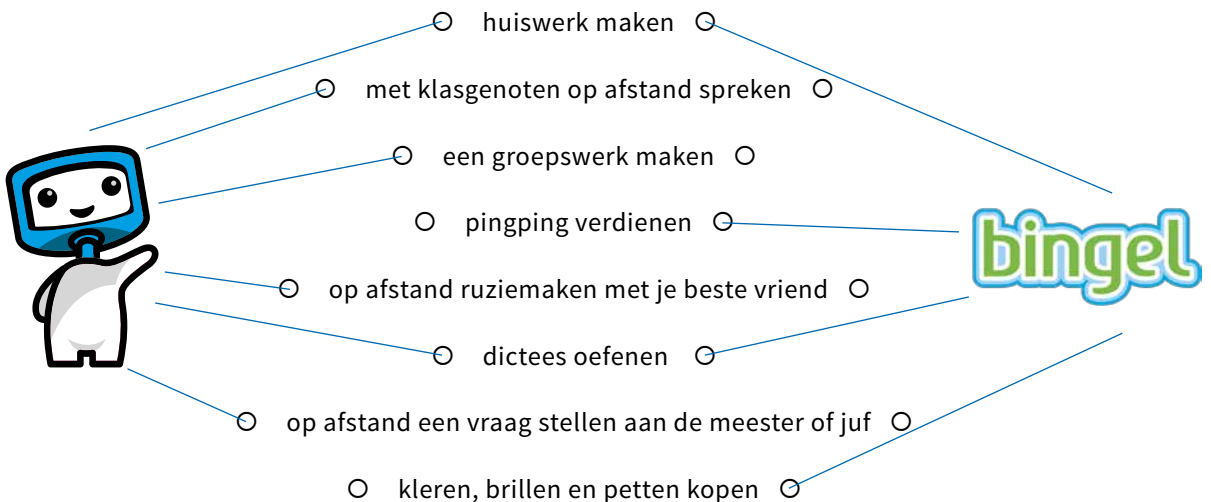 huiswerk maken
met klasgenoten op afstand spreken
een groepswerk maken
pingping verdienen
bingel
op afstand ruziemaken met je beste vriend
dictees oefenen
op afstand een vraag stellen aan de meester of juf
kleren, brillen en petten kopen